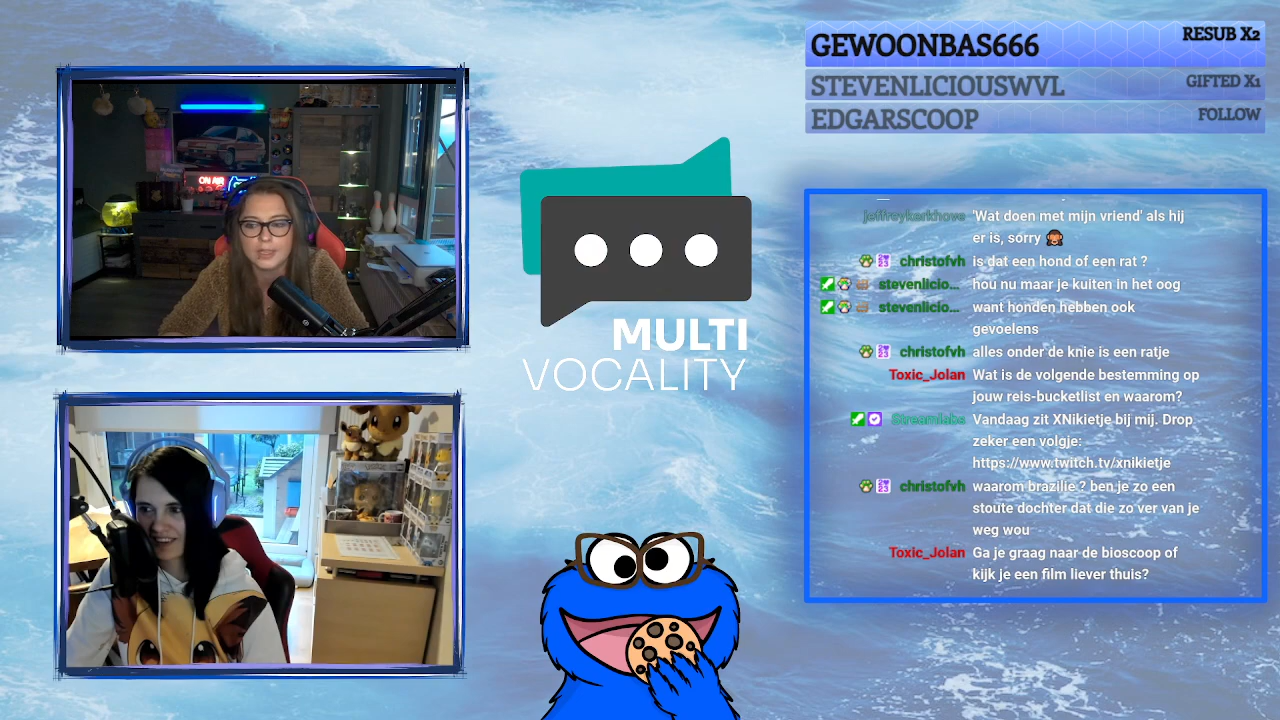 GEWOONBAS666 RESUB X2
STEVENLICIOUSWVL GIFTED X1
EDGARSCOOP FOLLOW
ON AIR
MULTI
VOCALITY
jeffreykerkhove 'Wat doen met mijn vriend' als hij
er is, sorry
christofvh is dat een hond of een rat ?
stevenlicio... hou nu maar je kuiten in het oog
stevenlicio... want honden hebben ook
gevoelens
christofvh alles onder de knie is een ratje
Toxic_Jolan Wat is de volgende bestemming op
jouw reis-bucketlist en waarom?
Streamlabs Vandaag zit XNikietje bij mij. Drop
zeker een volgje:
https://www.twitch.tv/xnikietje
christofvh waarom brazilie ? ben je zo een
stoute dochter dat die zo ver van je
weg wou
Toxic_Jolan Ga je graag naar de bioscoop of
kijk je een film liever thuis?